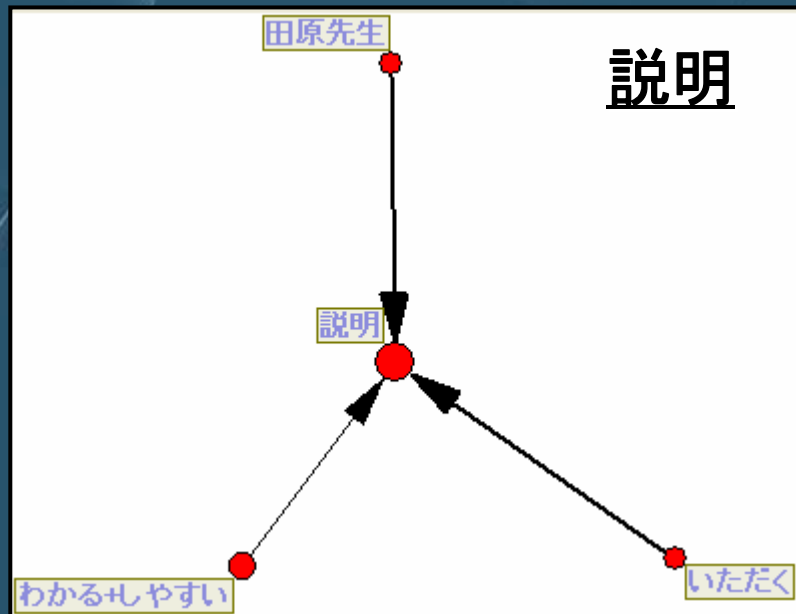 田原先生
説明
説明
わかる+しやすい
いただく